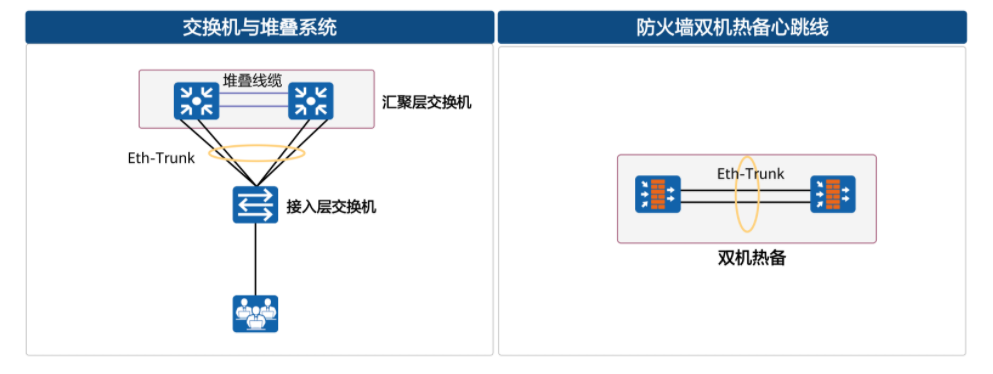 交换机与堆叠系统
堆叠线缆
汇聚层交换机
Eth-Trunk
接入层交换机
防火墙双机热备心跳线
Eth-Trunk
双机热备